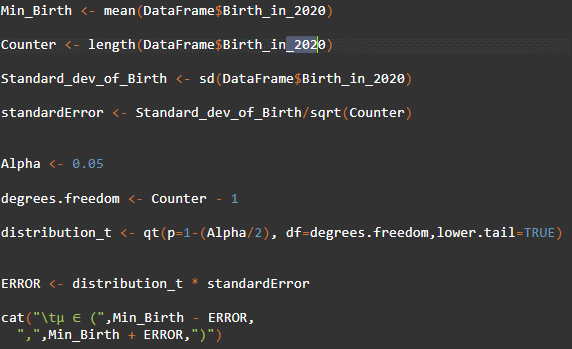 Min_Birth <- mean(DataFrame$Birth_in_2020)
Counter <- length(DataFrame$Birth_in_2020)
Standard_dev_of_Birth <- sd(DataFrame$Birth_in_2020)
standardError <- Standard_dev_of_Birth/sqrt(Counter)
Alpha <- 0.05
degrees.freedom <- Counter - 1
distribution_t <- qt(p=1-(Alpha/2), df=degrees.freedom,lower.tail=TRUE)
ERROR <- distribution_t * standardError
cat("\tµ ∈ (",Min_Birth - ERROR,
",",Min_Birth + ERROR,")")